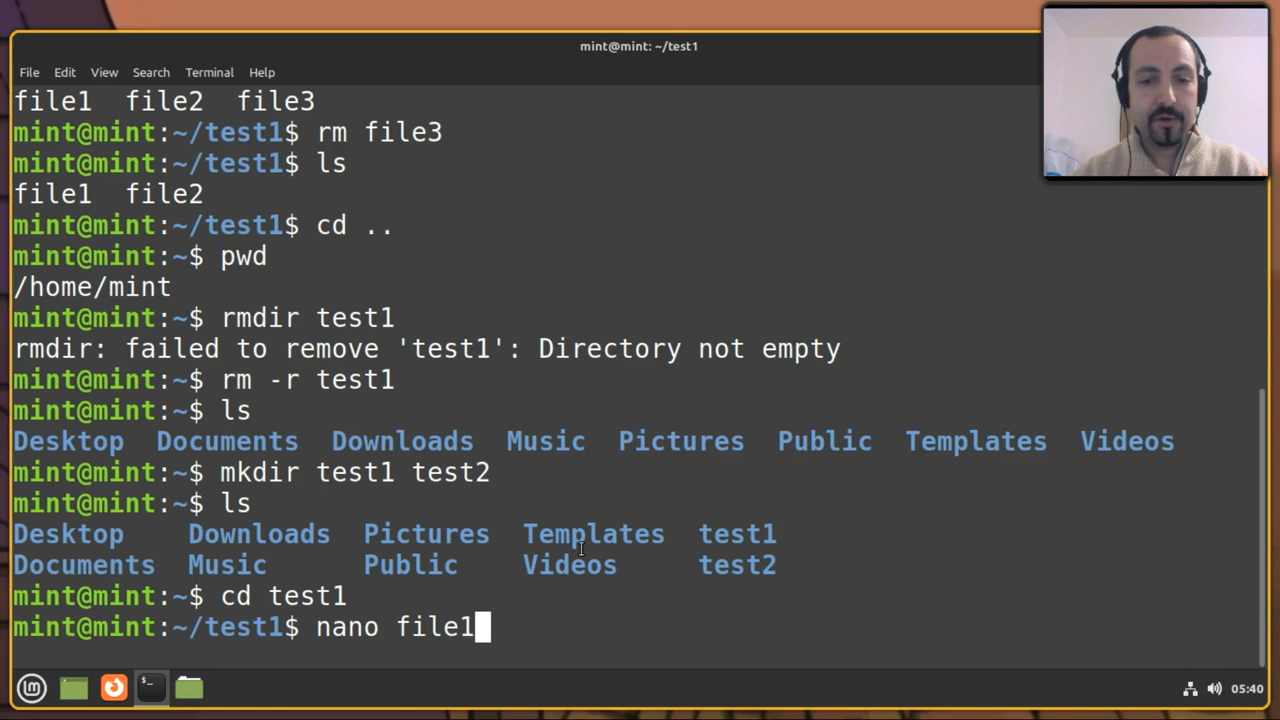 mint@mint: ~/test1
File Edit View Search Terminal Help
file1 file2 file3
mint@mint:~/test1$ rm file3
mint@mint:~/test1$ ls
file1 file2
mint@mint:~/test1$ cd ..
mint@mint:~$ pwd
/home/mint
mint@mint:~$ rmdir test1
rmdir: failed to remove 'test1': Directory not empty
mint@mint:~$ rm -r test1
mint@mint:~$ ls
Desktop Documents Downloads Music Pictures Public Templates Videos
mint@mint:~$ mkdir test1 test2
mint@mint:~$ ls
Desktop Downloads Pictures Templates test1
Documents Music Public Videos test2
mint@mint:~$ cd test1
mint@mint:~/test1$ nano file1
05:40